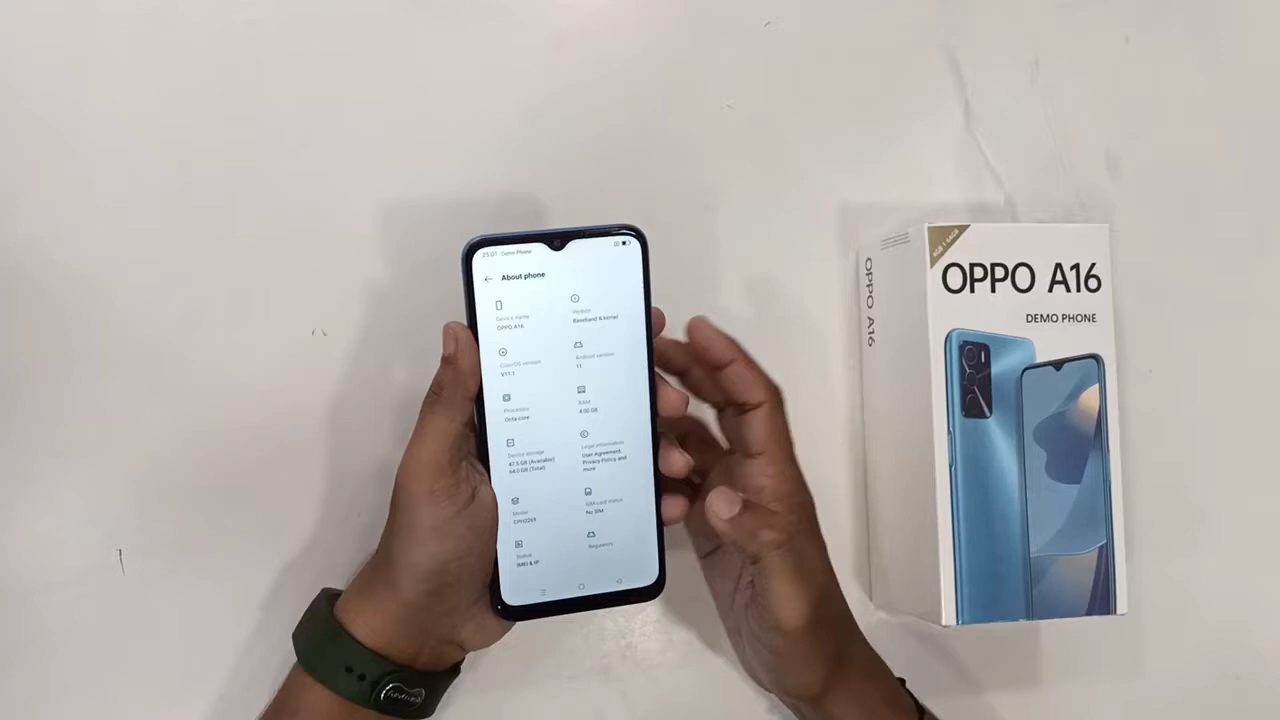 Demo Phone
About phone
Device name
OPPO A16
Version
Baseband & kernel
ColorOS version
V11.1
Android version
11
Processor
Octa-core
RAM
4.00 GB
Device storage
47.5 GB (Available)
64.0 GB (Total)
Legal information
User Agreement,
Privacy Policy and
more
Model
CPH2269
SIM card status
No SIM
Status
IMEI & IP
Regulatory
OPPO A16
OPPO A16
DEMO PHONE